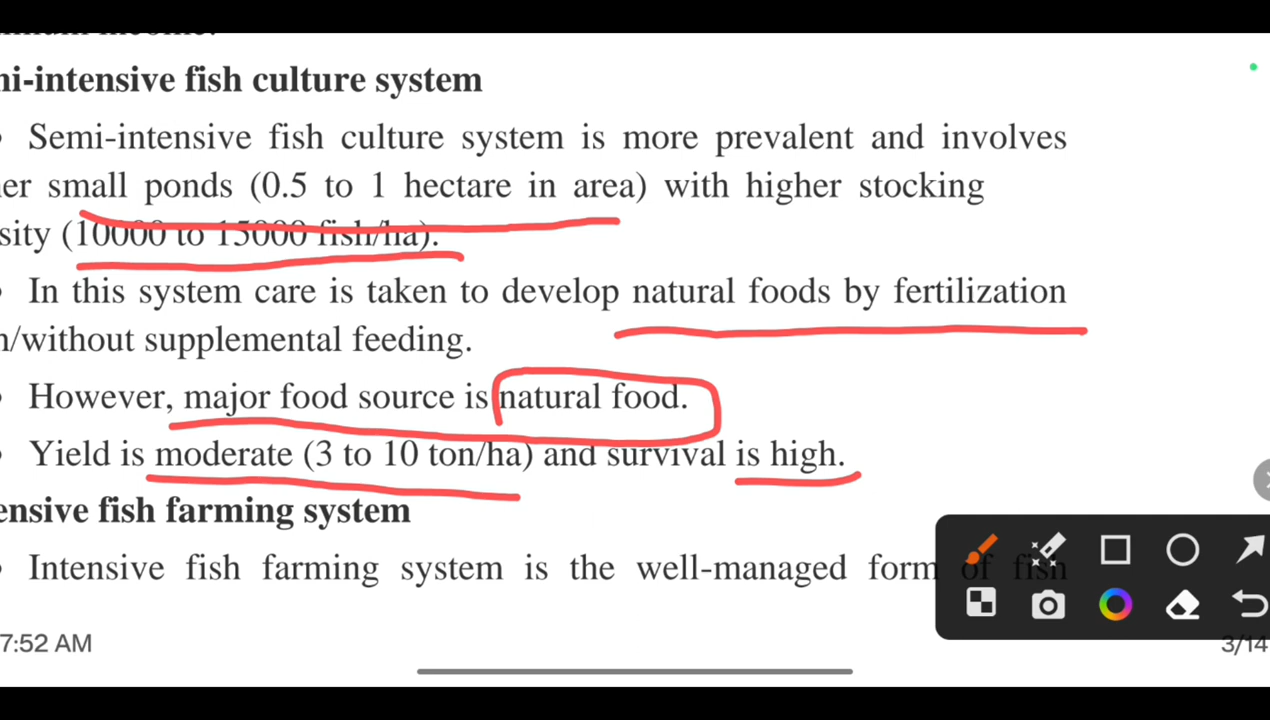 ni-intensive fish culture system
Semi-intensive fish culture system is more prevalent and involves
er small ponds (0.5 to 1 hectare in area) with higher stocking
sity (10000 to 15000 fish/ha).
In this system care is taken to develop natural foods by fertilization
/without supplemental feeding.
However, major food source is natural food.
Yield is moderate (3 to 10 ton/ha) and survival is high.
ensive fish farming system
Intensive fish farming system is the well-managed form of fish
7:52 AM
3/14